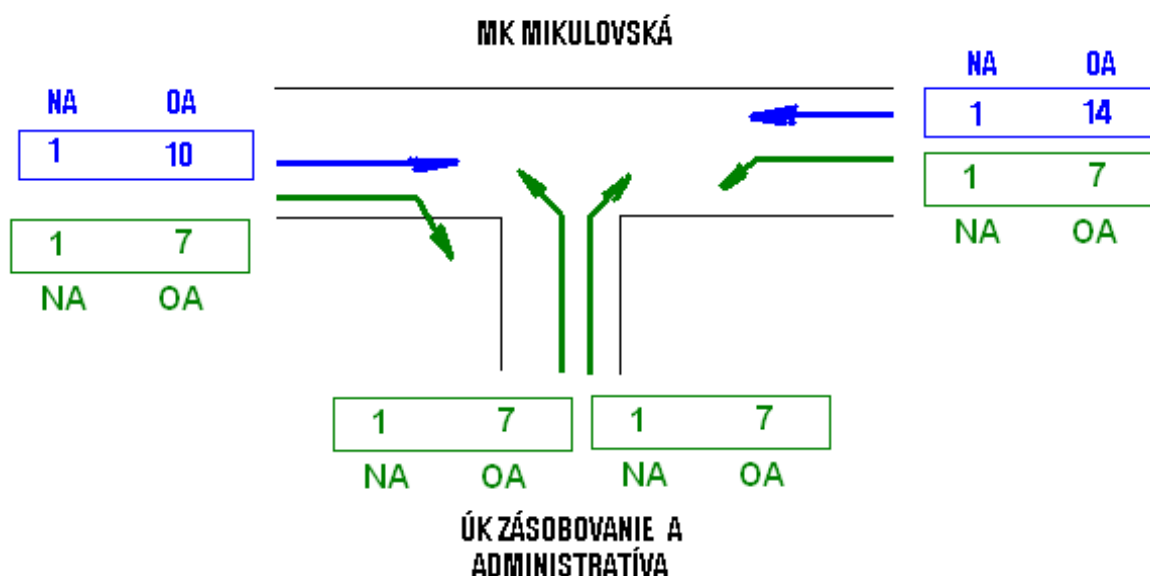 MK MIKULOVSKÁ
NA OA
1 10
1 7
NA OA
NA OA
1 14
1 7
NA OA
1 7
NA OA
1 7
NA OA
ÚK ZÁSOBOVANIE A
ADMINISTRATÍVA